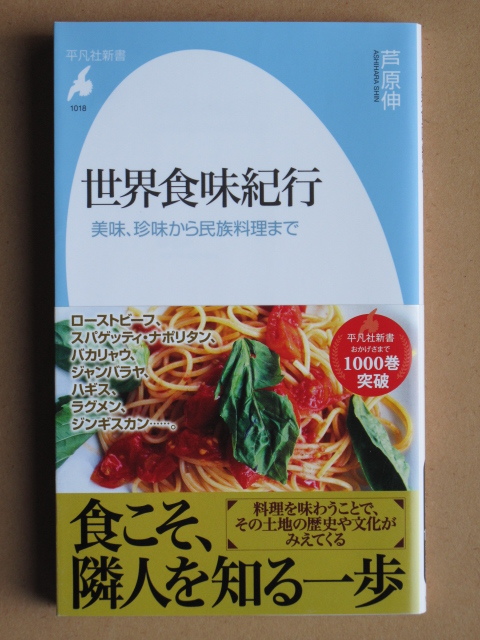 平凡社新書
1018
芦原伸
ASHIHARA SHIN
世界食味紀行
美味、珍味から民族料理まで
ローストビーフ、
スパゲッティ・ナポリタン、
バカリャウ、
ジャンバラヤ、
ハギス、
ラグメン、
ジンギスカン……。
平凡社新書
おかげさまで
1000巻
突破
料理を味わうことで、
その土地の歴史や文化が
みえてくる
食こそ、
隣人を知る一歩